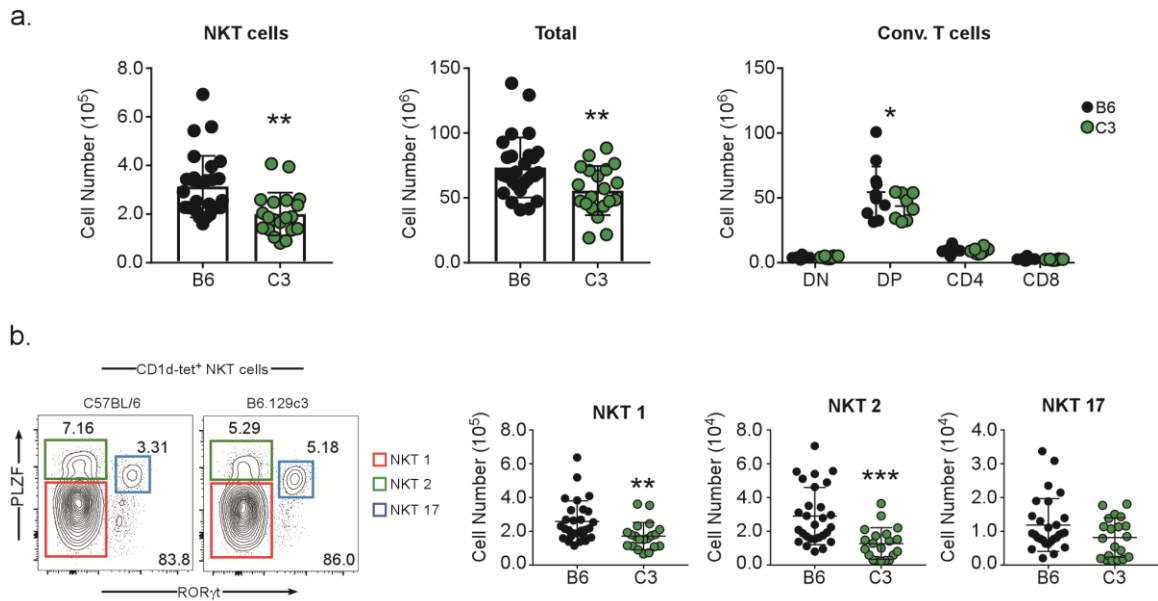 a.
NKT cells
Cell Number (10⁵)
8.0
6.0
4.0
2.0
0.0
**
B6
C3
Total
Cell Number (10⁶)
150
100
50
0.0
**
B6
C3
Conv. T cells
Cell Number (10⁶)
150
100
50
0.0
*
DN
DP
CD4
CD8
B6
C3
b.
CD1d-tet⁺ NKT cells
C57BL/6
B6.129c3
7.16
3.31
83.8
5.29
5.18
86.0
PLZF
RORγt
NKT 1
NKT 2
NKT 17
NKT 1
Cell Number (10⁵)
8.0
6.0
4.0
2.0
0.0
**
B6
C3
NKT 2
Cell Number (10⁴)
8.0
6.0
4.0
2.0
0.0
***
B6
C3
NKT 17
Cell Number (10⁴)
4.0
3.0
2.0
1.0
0.0
B6
C3